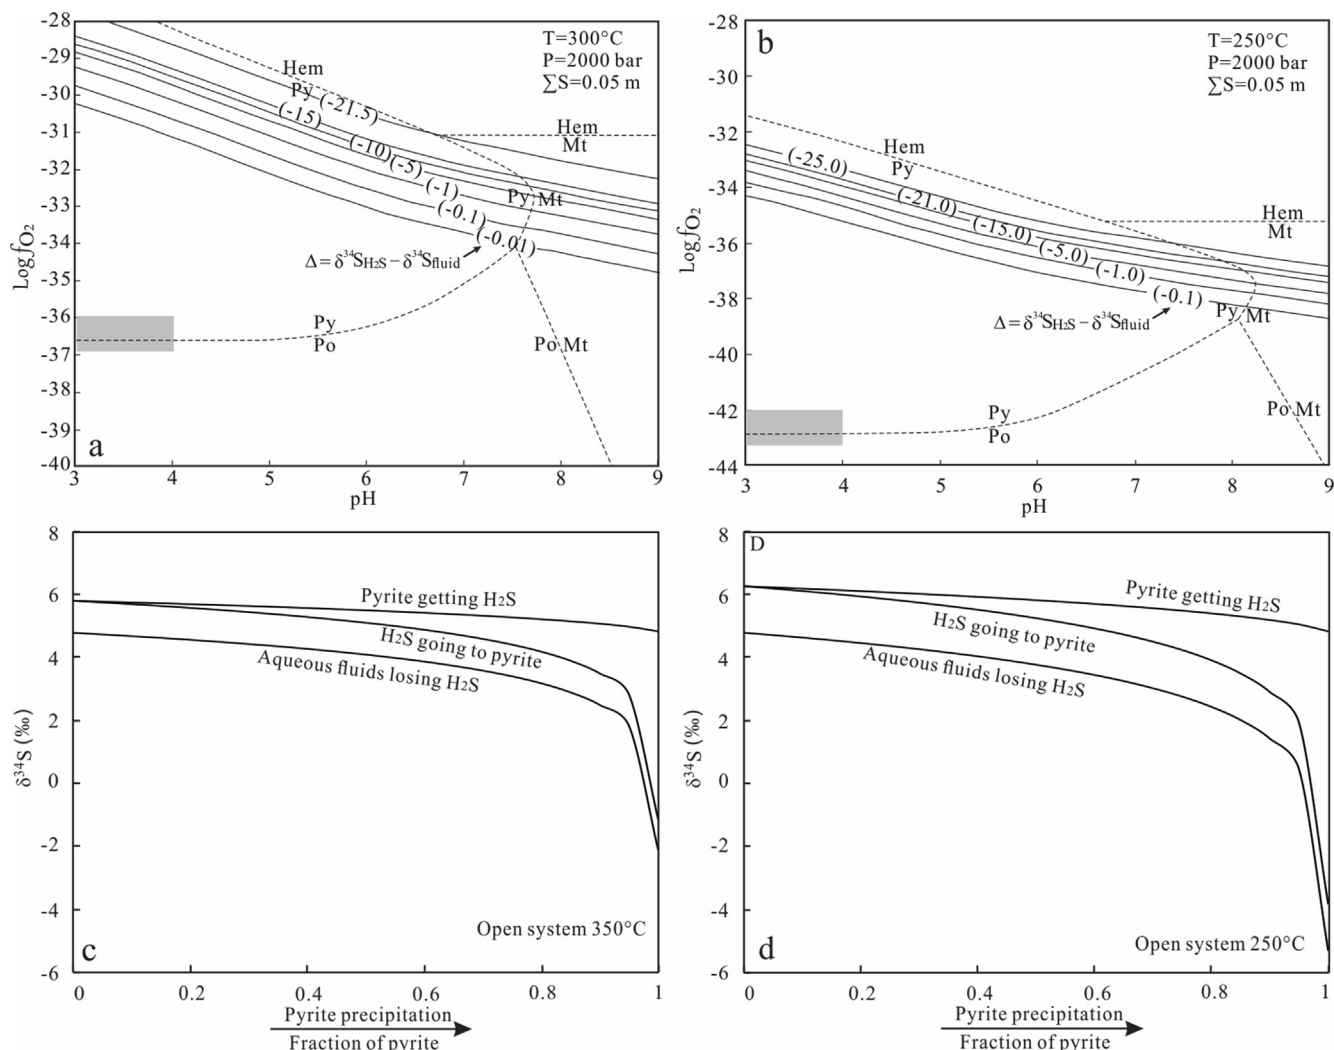 -28
-29
-30
-31
-32
-33
-34
-35
-36
-37
-38
-39
-40
Log fO₂
3
4
5
6
7
8
9
pH
T=300°C
P=2000 bar
∑S=0.05 m
Hem
Py
(-21.5)
(-15)
(-10)
(-5)
(-1)
(-0.1)
(-0.01)
Hem
Mt
Py Mt
Δ = δ³⁴SH₂S – δ³⁴Sfluid
Py
Po
Po Mt
a
-28
-30
-32
-34
-36
-38
-40
-42
-44
Log fO₂
3
4
5
6
7
8
9
pH
b
T=250°C
P=2000 bar
∑S=0.05 m
Hem
Py
(-25.0)
(-21.0)
(-15.0)
(-5.0)
(-1.0)
(-0.1)
Hem
Mt
Py Mt
Δ = δ³⁴SH₂S – δ³⁴Sfluid
Py
Po
Po Mt
8
6
4
2
0
-2
-4
-6
δ³⁴S (‰)
Pyrite getting H₂S
H₂S going to pyrite
Aqueous fluids losing H₂S
Open system 350°C
c
0
0.2
0.4
0.6
0.8
1
Pyrite precipitation
Fraction of pyrite
D
8
6
4
2
0
-2
-4
-6
δ³⁴S (‰)
Pyrite getting H₂S
H₂S going to pyrite
Aqueous fluids losing H₂S
Open system 250°C
d
0
0.2
0.4
0.6
0.8
1
Pyrite precipitation
Fraction of pyrite